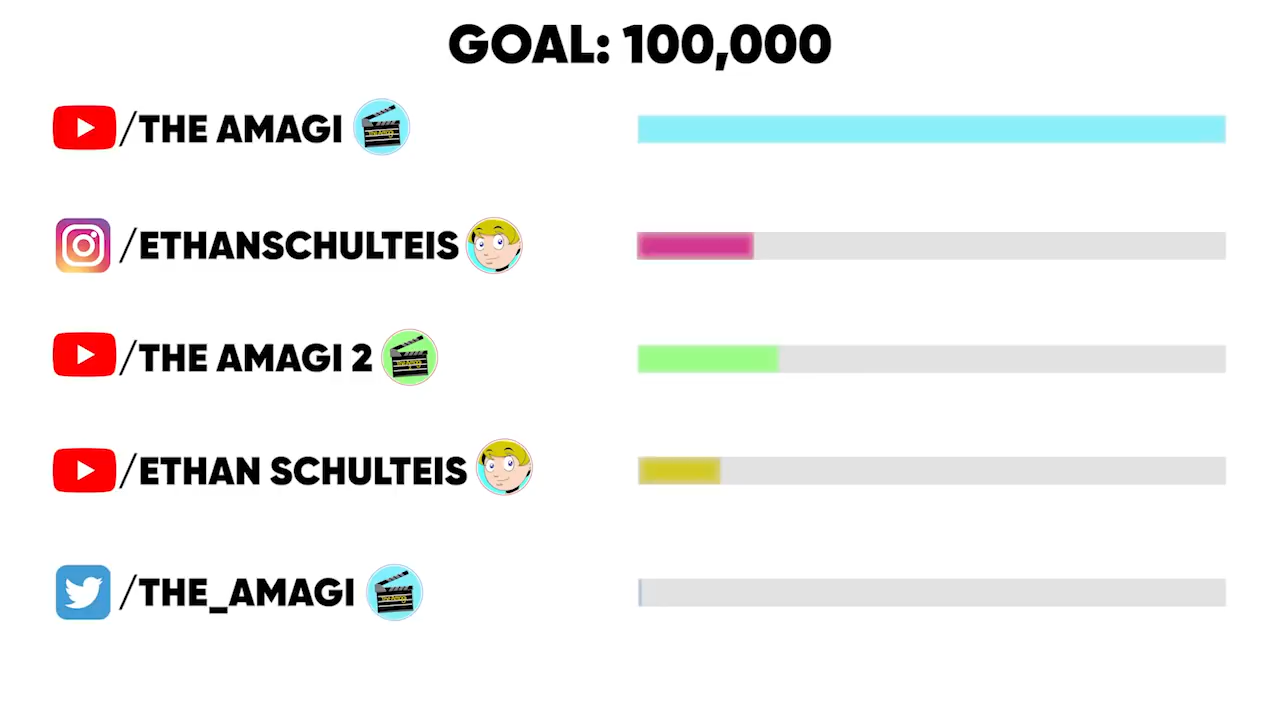 GOAL: 100,000
/THE AMAGI
/ETHANSCHULTEIS
/THE AMAGI 2
/ETHAN SCHULTEIS
/THE_AMAGI